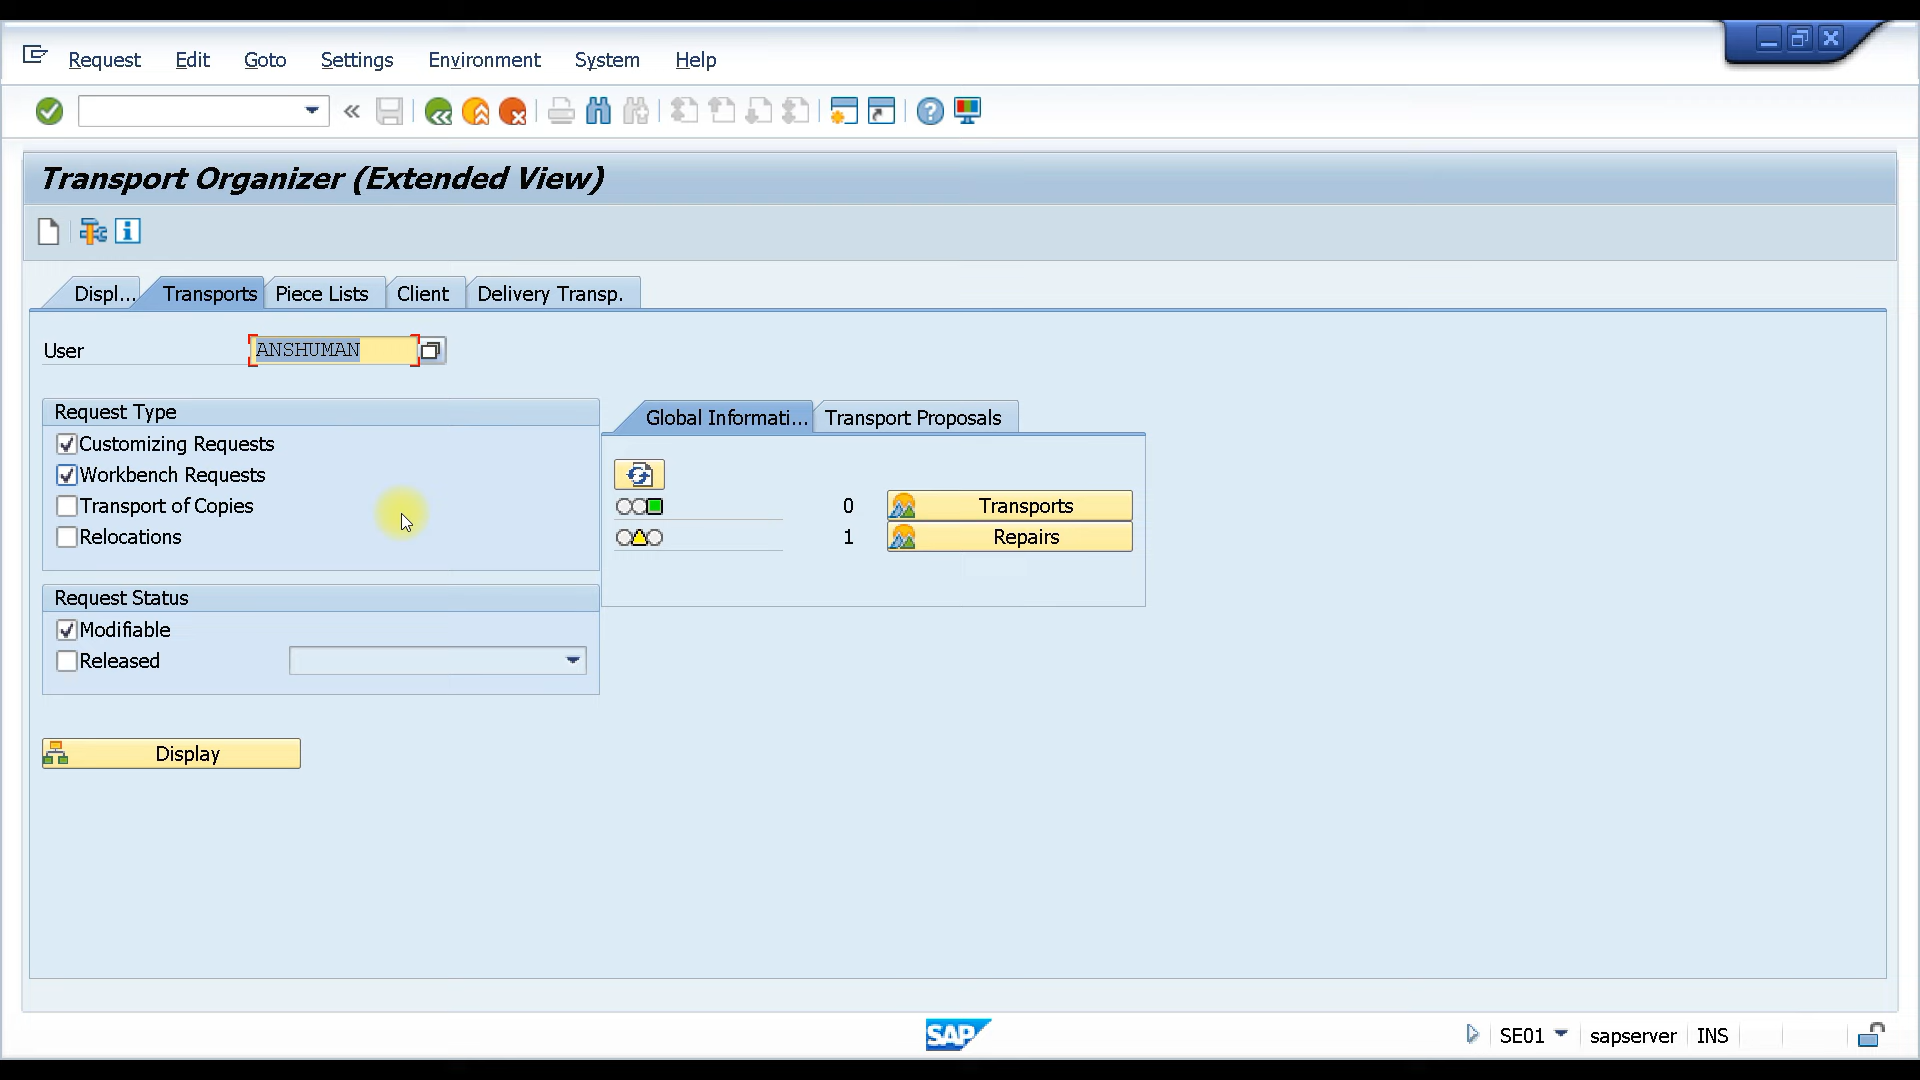 Request Edit Goto Settings Environment System Help
Transport Organizer (Extended View)
Displ... Transports Piece Lists Client Delivery Transp.
User ANSHUMAN
Request Type
Customizing Requests
Workbench Requests
Transport of Copies
Relocations
Global Informati... Transport Proposals
0 Transports
1 Repairs
Request Status
Modifiable
Released
Display
SAP
SE01 sapserver INS